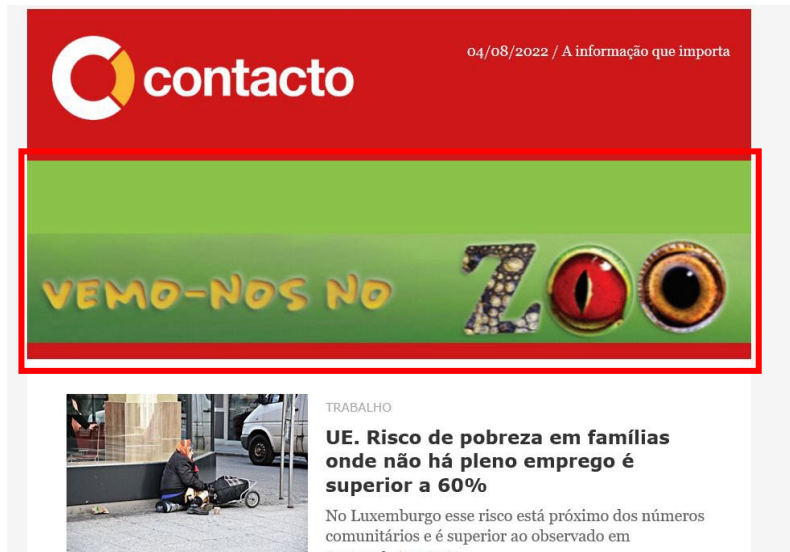 contacto
04/08/2022 / A informação que importa
VEMO-NOS NO ZOO
TRABALHO
UE. Risco de pobreza em famílias
onde não há pleno emprego é
superior a 60%
No Luxemburgo esse risco está próximo dos números
comunitários e é superior ao observado em